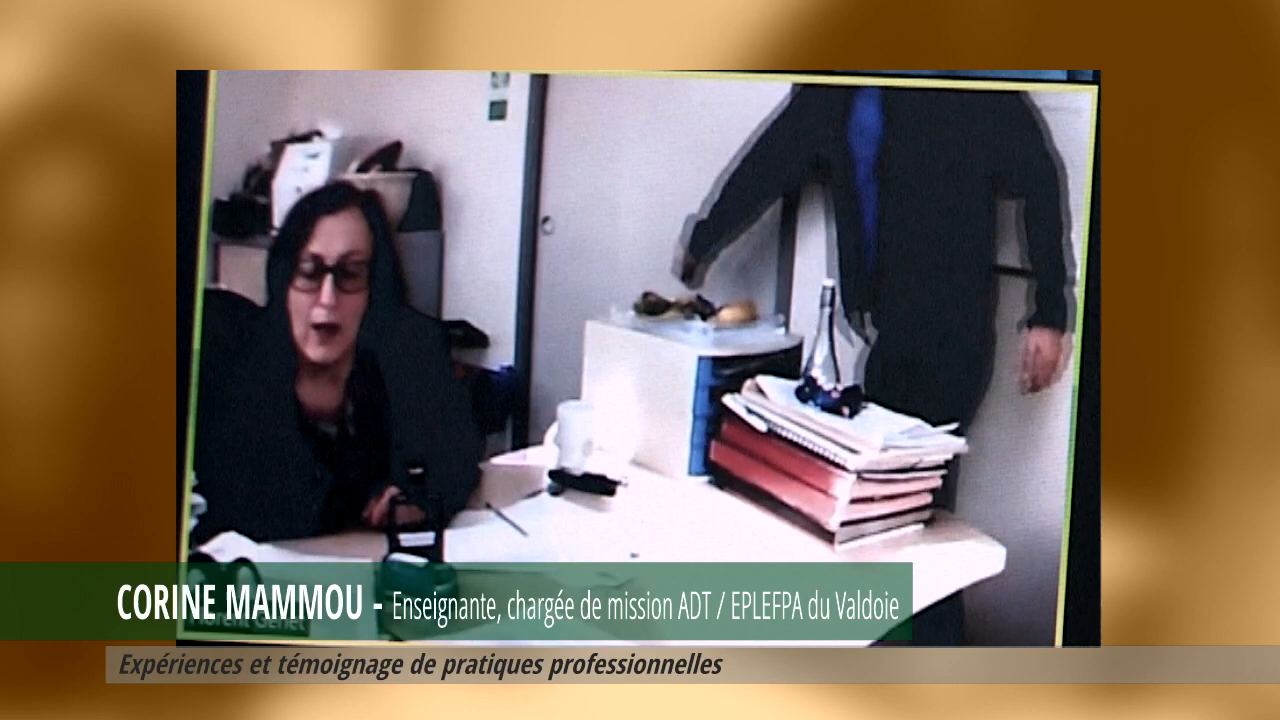 CORINE MAMMOU - Enseignante, chargée de mission ADT / EPLEFPA du Valdoie
Expériences et témoignage de pratiques professionnelles